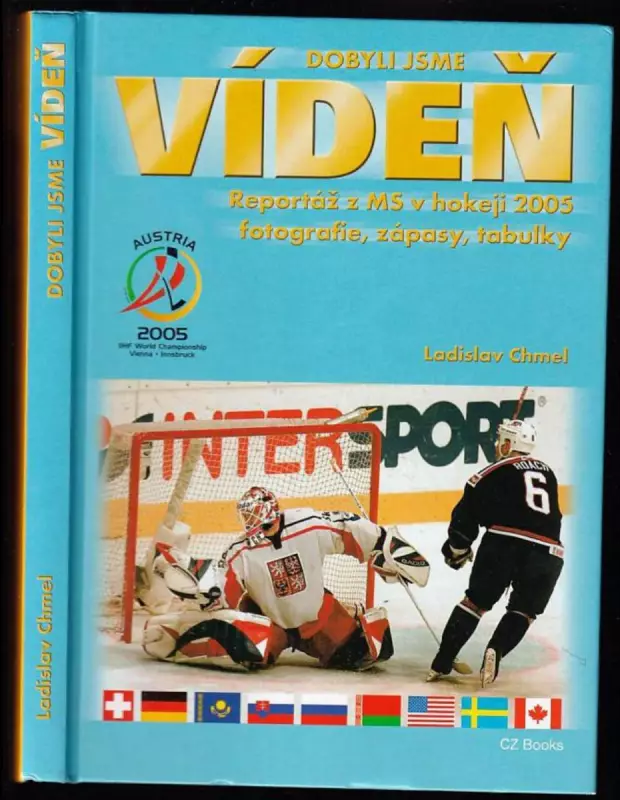 DOBYLI JSME VÍDEŇ
Ladislav Chmel
DOBYLI JSME
VÍDEŇ
Reportáž z MS v hokeji 2005
fotografie, zápasy, tabulky
AUSTRIA
2005
IIHF World Championship
Vienna • Innsbruck
Ladislav Chmel
INTERSPORT
ROACH
6
CZ Books